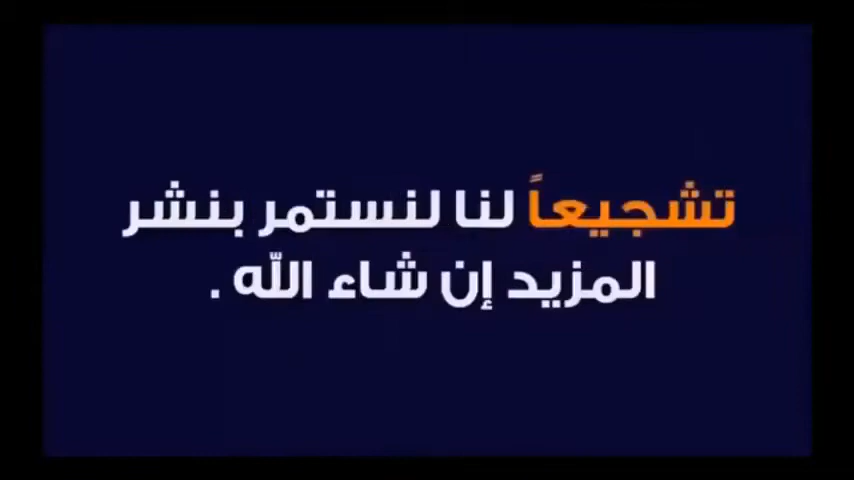 تشجيعاً لنا لنستمر بنشر
المزيد إن شاء الله .